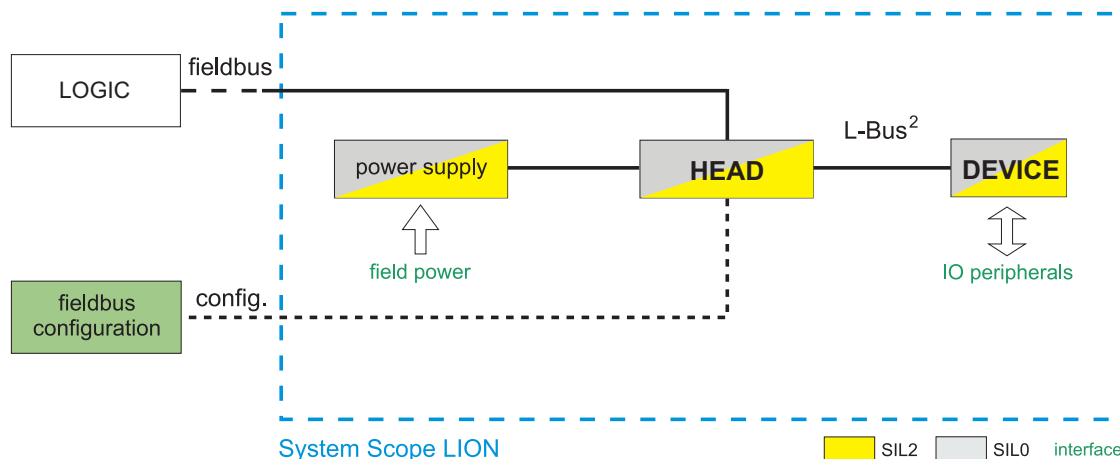 fieldbus
LOGIC
L-Bus²
power supply
HEAD
DEVICE
field power
IO peripherals
fieldbus
configuration
config.
System Scope LION
SIL2
SIL0
interface